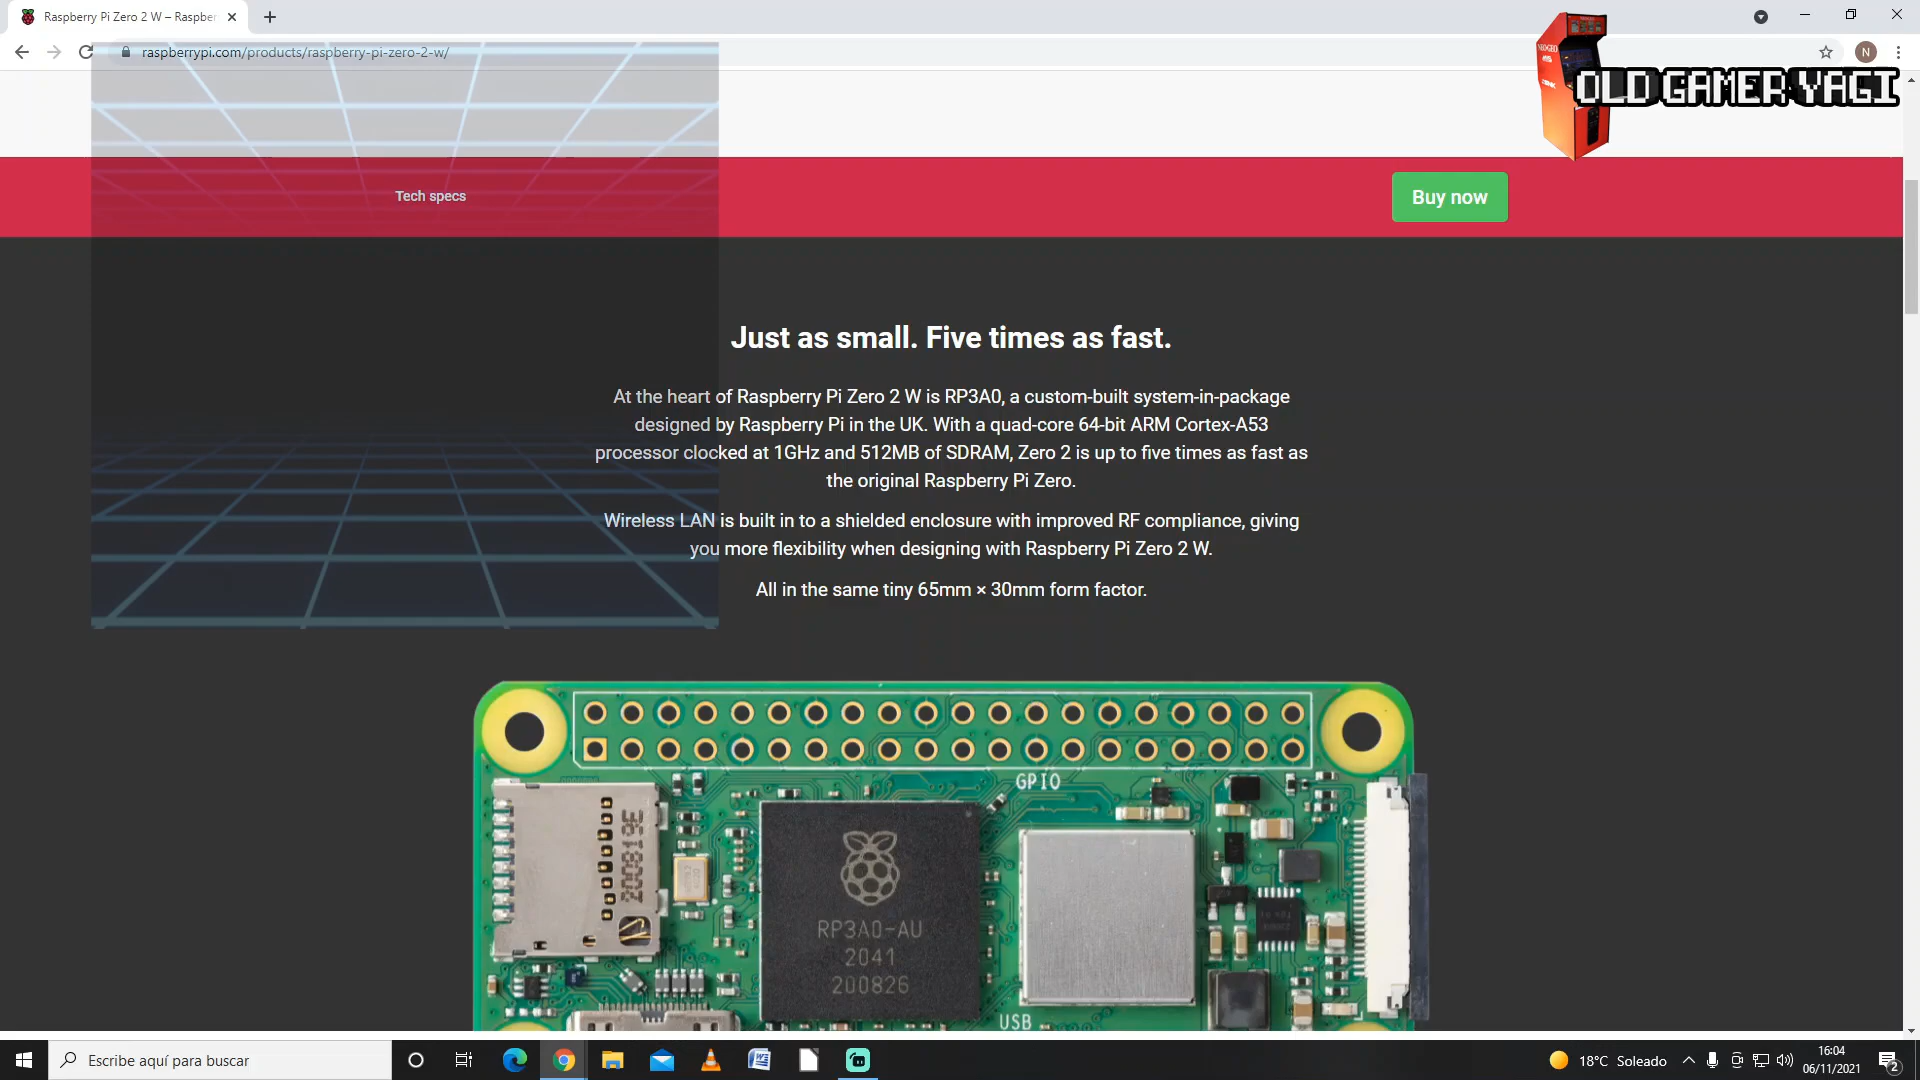 Raspberry Pi Zero 2 W – Raspber
raspberrypi.com/products/raspberry-pi-zero-2-w/
N
NEO-GEO
OLD GAMER YAGI
Tech specs
Buy now
Just as small. Five times as fast.
At the heart of Raspberry Pi Zero 2 W is RP3A0, a custom-built system-in-package
designed by Raspberry Pi in the UK. With a quad-core 64-bit ARM Cortex-A53
processor clocked at 1GHz and 512MB of SDRAM, Zero 2 is up to five times as fast as
the original Raspberry Pi Zero.
Wireless LAN is built in to a shielded enclosure with improved RF compliance, giving
you more flexibility when designing with Raspberry Pi Zero 2 W.
All in the same tiny 65mm × 30mm form factor.
GPIO
RP3A0-AU
2041
200826
USB
Escribe aquí para buscar
18°C Soleado
16:04
06/11/2021
2